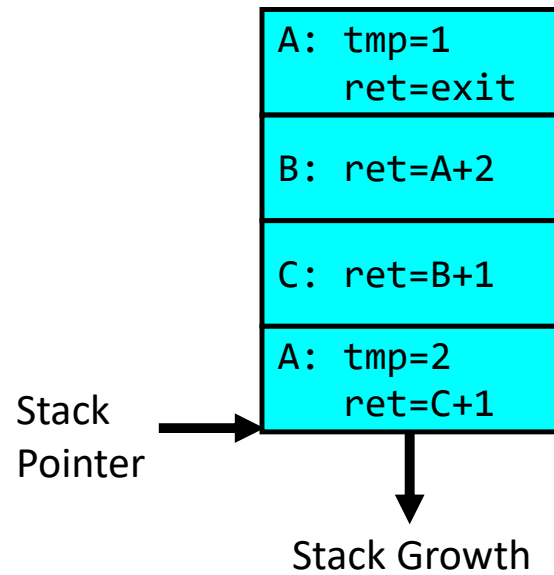 A: tmp=1
ret=exit
B: ret=A+2
C: ret=B+1
A: tmp=2
ret=C+1
Stack
Pointer
Stack Growth